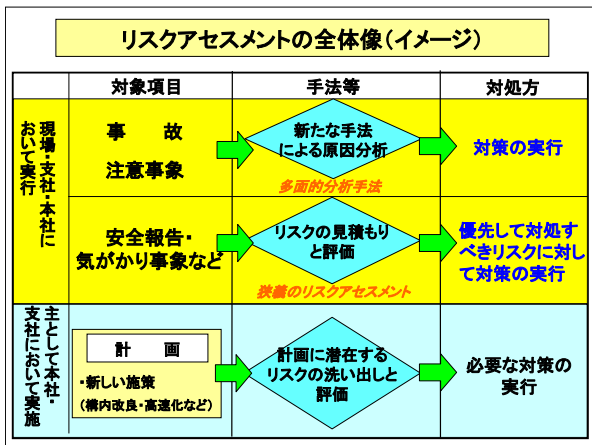 リスクアセスメントの全体像(イメージ)
対象項目
手法等
対処方
現場・支社・本社に
おいて実行
事　故
注意事象
新たな手法
による原因分析
多面的分析手法
対策の実行
安全報告・
気がかり事象など
リスクの見積もり
と評価
狭義のリスクアセスメント
優先して対処す
べきリスクに対し
て対策の実行
主として本社・
支社において実施
計　画
・新しい施策
(構内改良・高速化など)
計画に潜在する
リスクの洗い出しと
評価
必要な対策の
実行